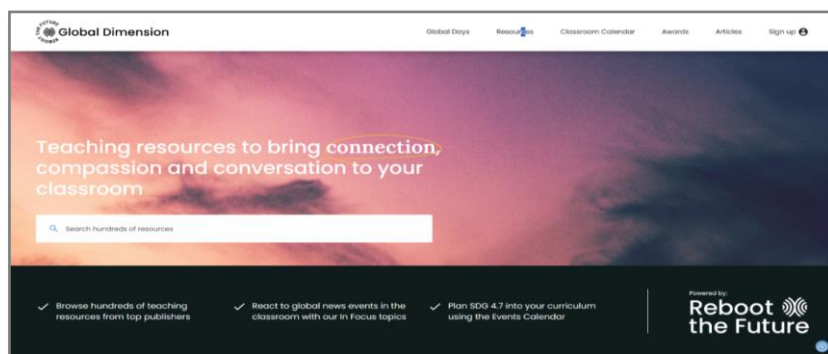 Global Dimension
Global Days
Resources
Classroom Calendar
Awards
Articles
Sign up
Teaching resources to bring connection,
compassion and conversation to your
classroom
Search hundreds of resources
Browse hundreds of teaching
resources from top publishers
React to global news events in the
classroom with our In Focus topics
Plan SDG 4.7 into your curriculum
using the Events Calendar
Powered by:
Reboot
the Future